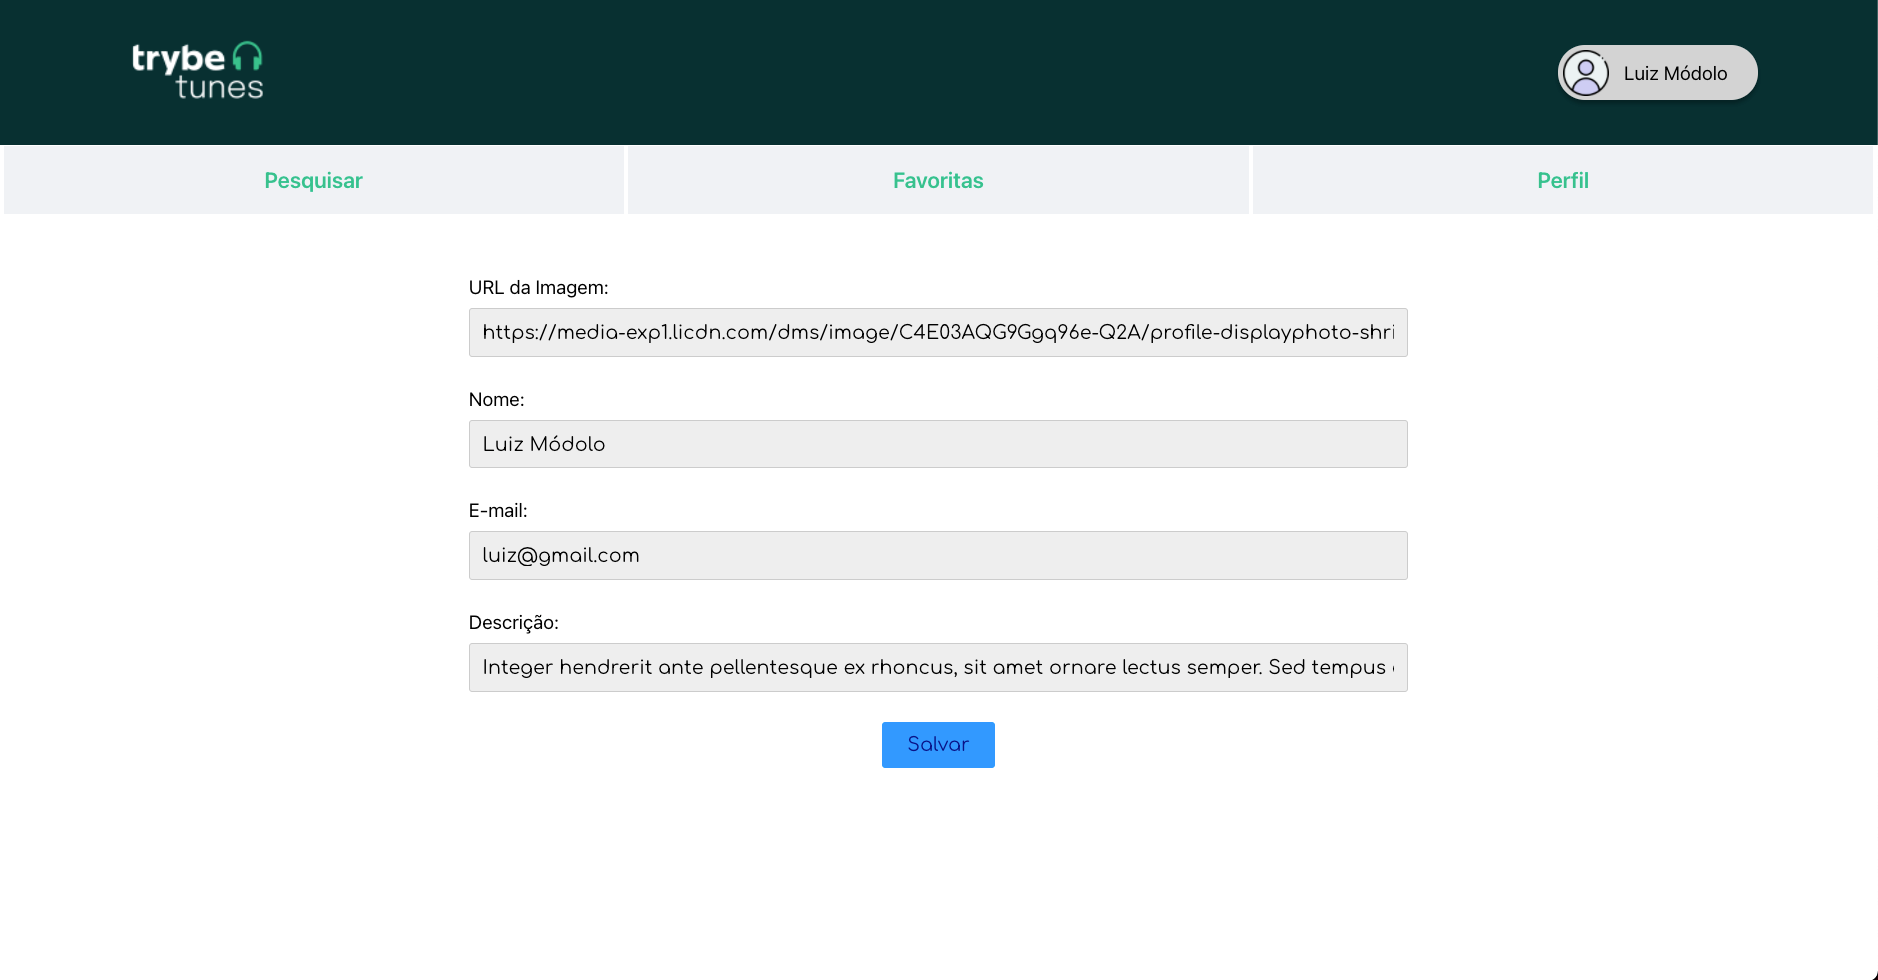 trybe
tunes
Luiz Módolo
Pesquisar
Favoritas
Perfil
URL da Imagem:
https://media-exp1.licdn.com/dms/image/C4E03AQG9Ggq96e-Q2A/profile-displayphoto-shri
Nome:
Luiz Módolo
E-mail:
luiz@gmail.com
Descrição:
Integer hendrerit ante pellentesque ex rhoncus, sit amet ornare lectus semper. Sed tempus
Salvar